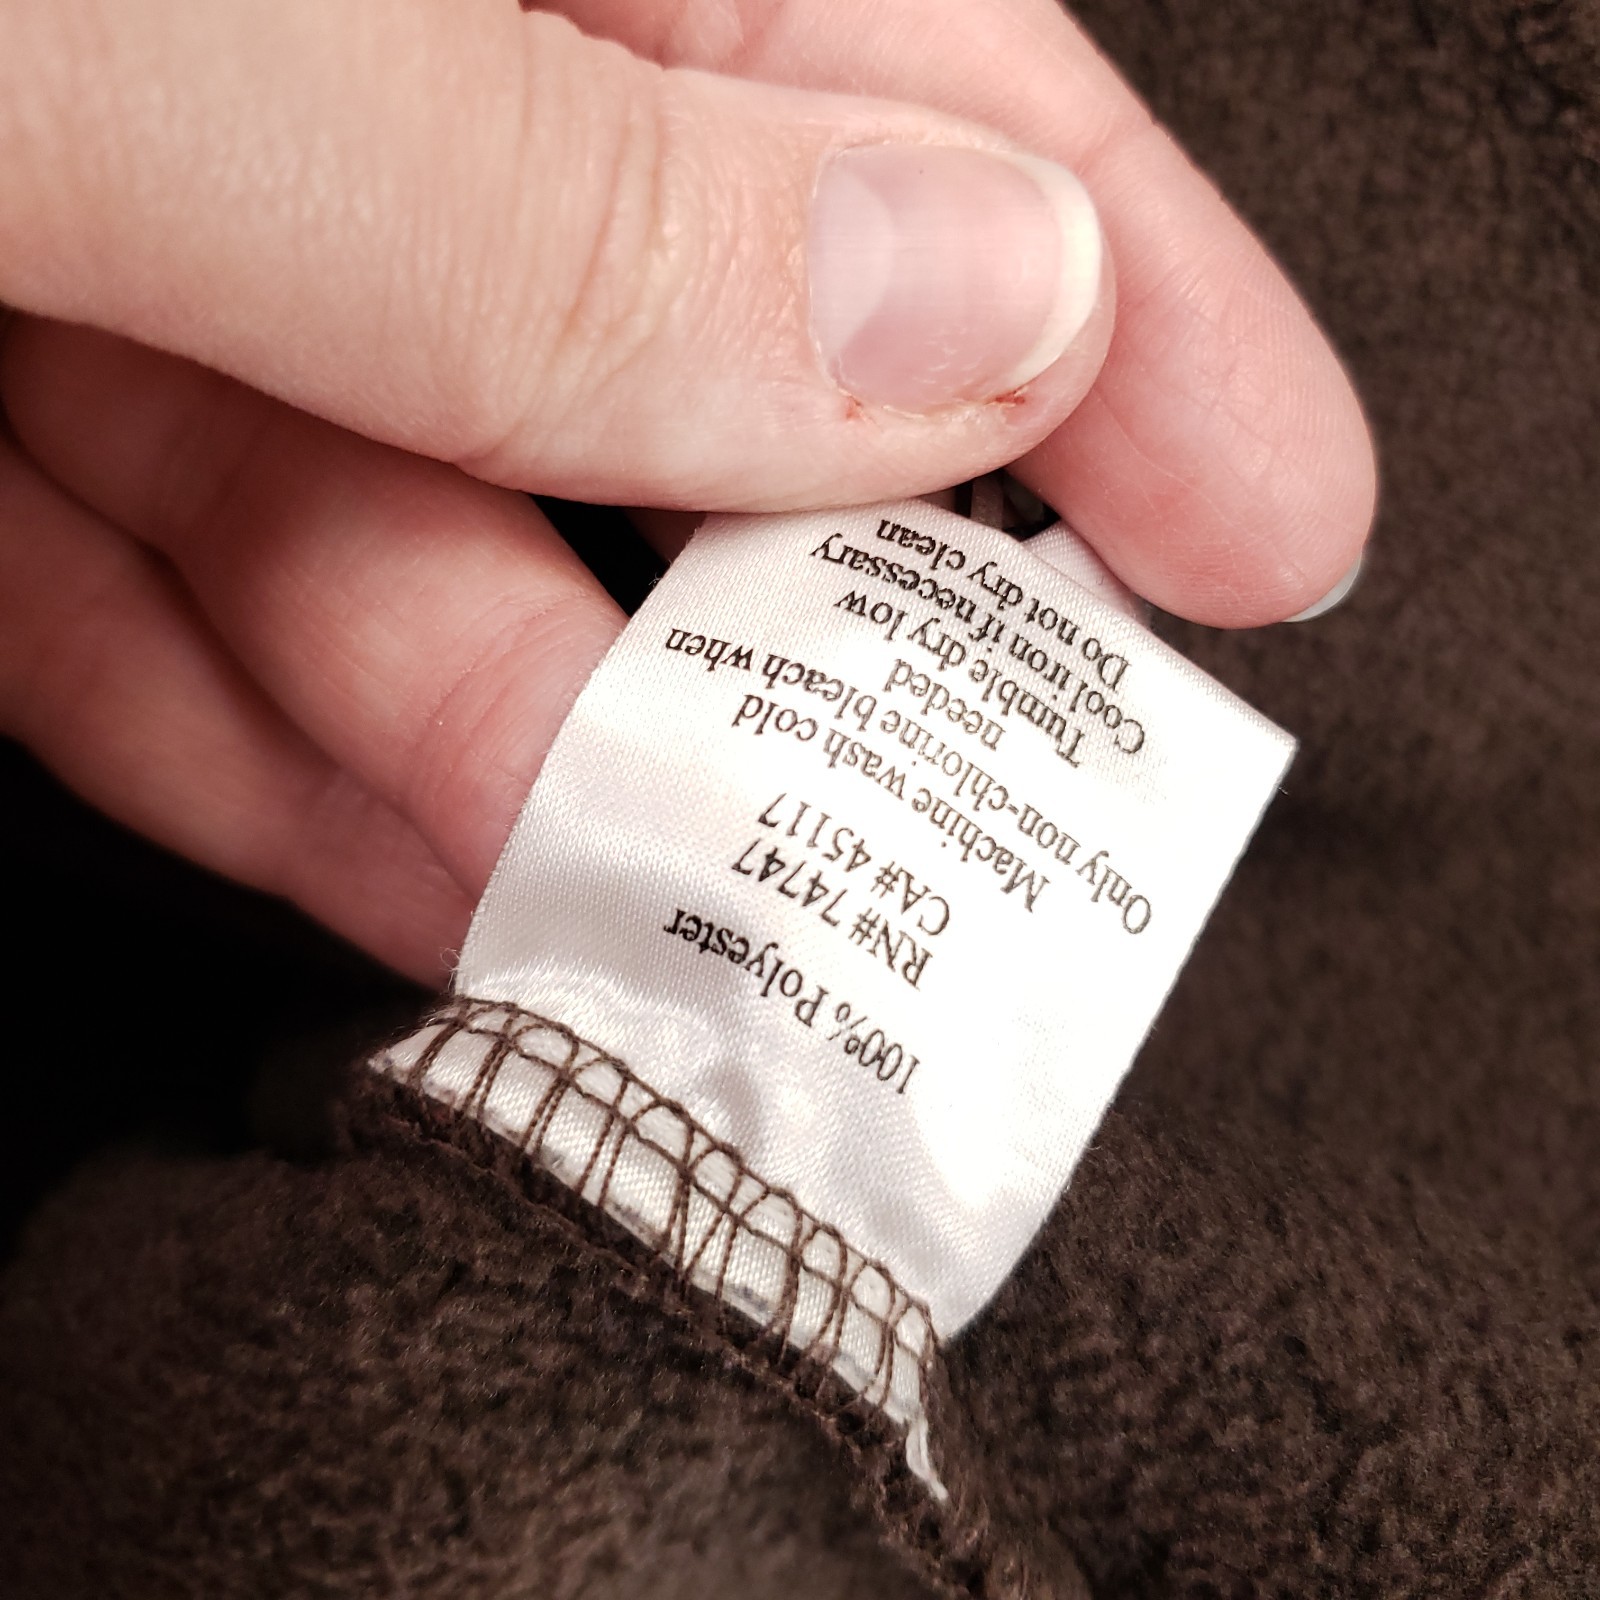 100% Polyester
RN# 74747
CA# 45117
Machine wash cold
Only non-chlorine bleach when
needed
Tumble dry low
Cool iron if necessary
Do not dry clean